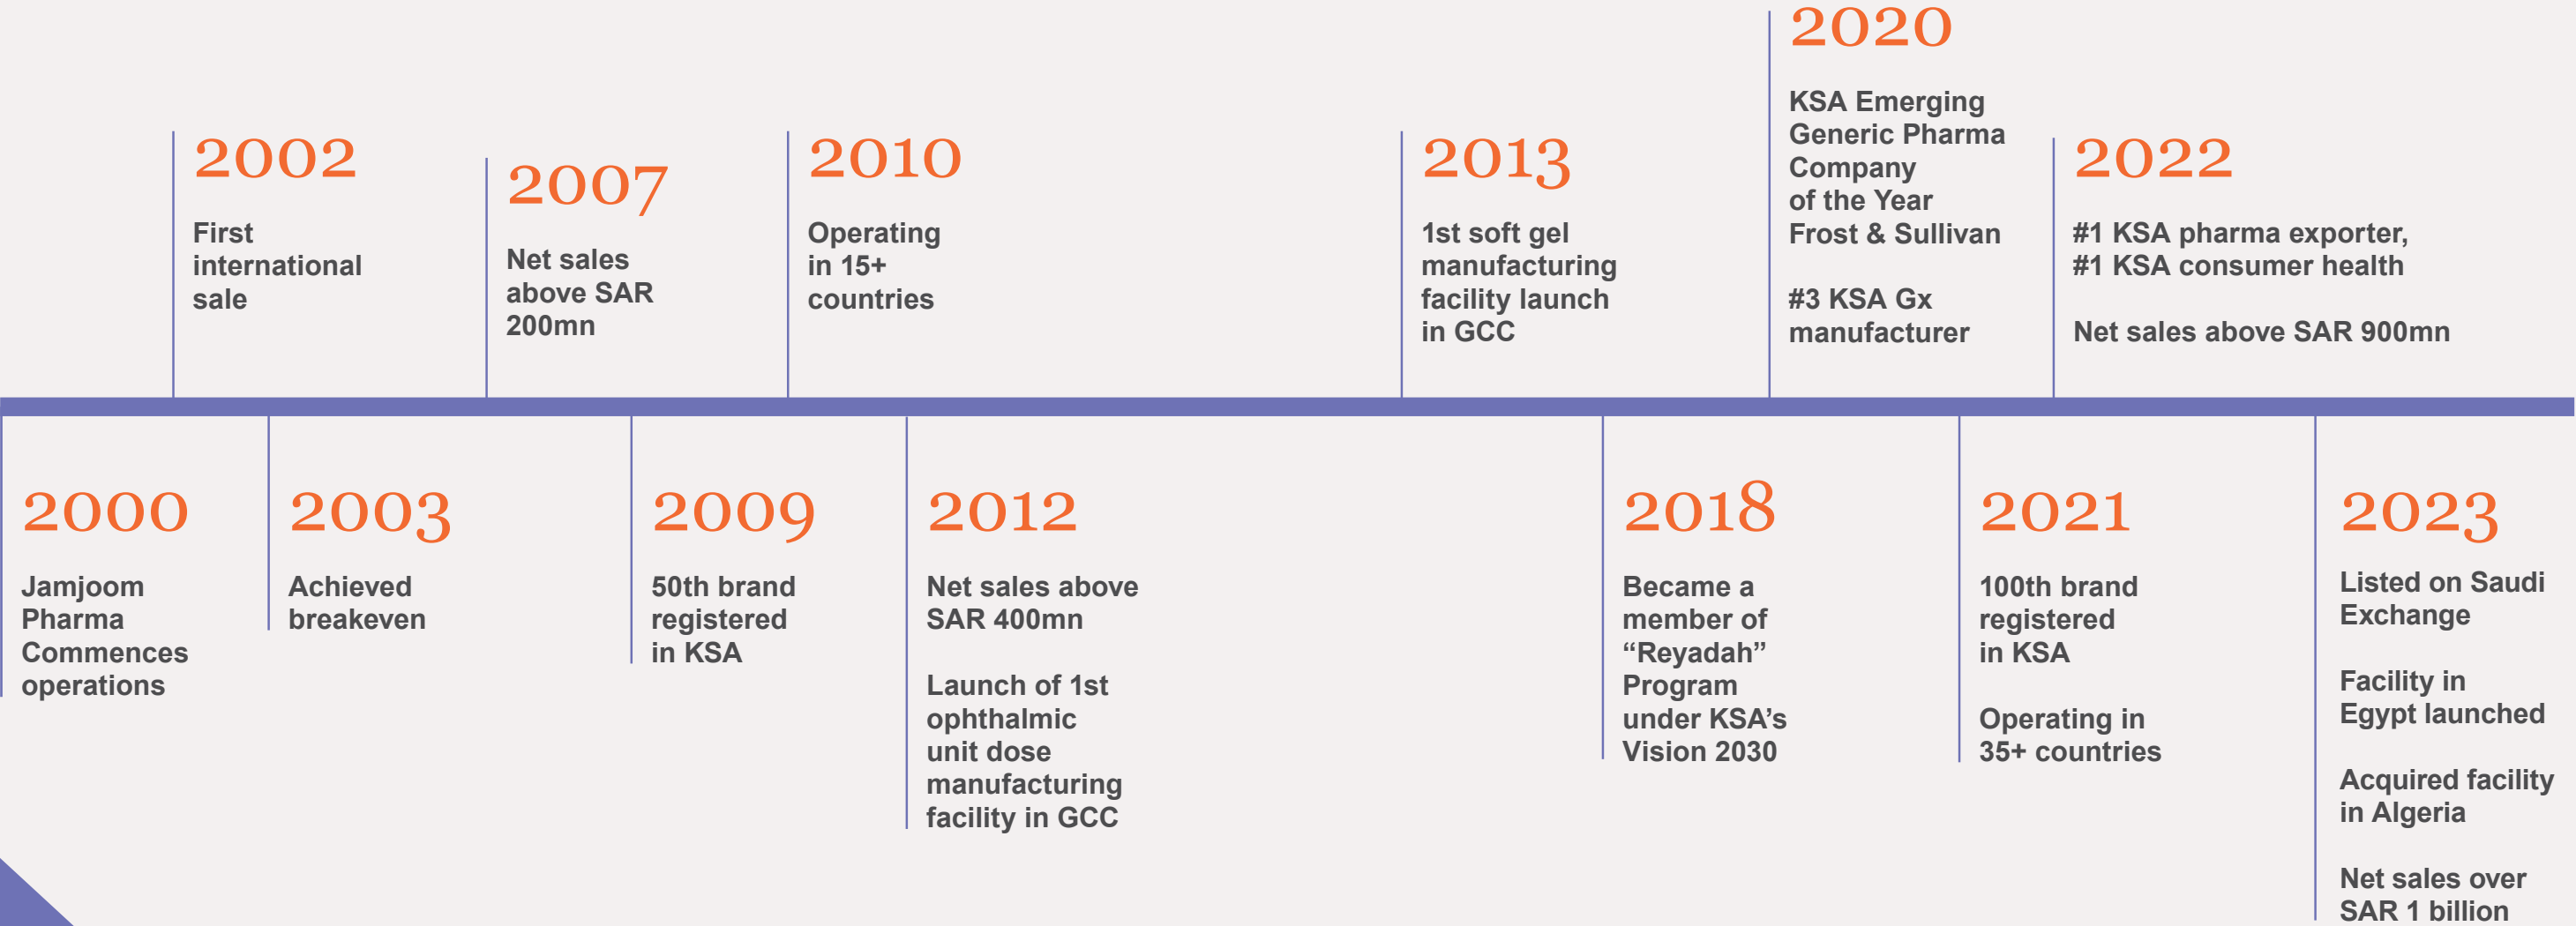 2000
Jamjoom
Pharma
Commences
operations
2002
First
international
sale
2003
Achieved
breakeven
2007
Net sales
above SAR
200mn
2009
50th brand
registered
in KSA
2010
Operating
in 15+
countries
2012
Net sales above
SAR 400mn
Launch of 1st
ophthalmic
unit dose
manufacturing
facility in GCC
2013
1st soft gel
manufacturing
facility launch
in GCC
2018
Became a
member of
“Reyadah”
Program
under KSA’s
Vision 2030
2020
KSA Emerging
Generic Pharma
Company
of the Year
Frost & Sullivan
#3 KSA Gx
manufacturer
2021
100th brand
registered
in KSA
Operating in
35+ countries
2022
#1 KSA pharma exporter,
#1 KSA consumer health
Net sales above SAR 900mn
2023
Listed on Saudi
Exchange
Facility in
Egypt launched
Acquired facility
in Algeria
Net sales over
SAR 1 billion